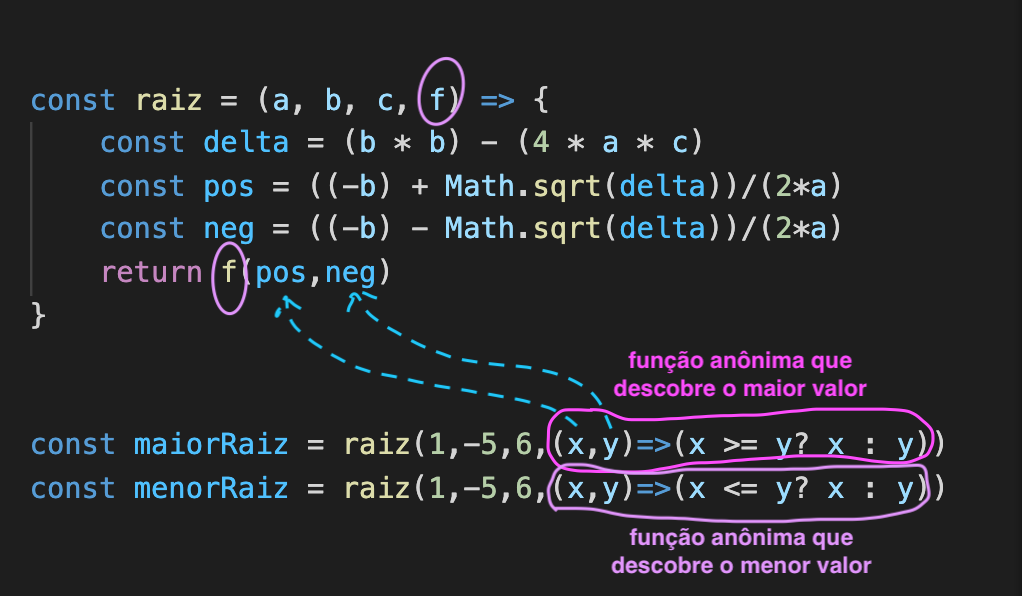 const raiz = (a, b, c, f) => {
const delta = (b * b) - (4 * a * c)
const pos = ((-b) + Math.sqrt(delta))/(2*a)
const neg = ((-b) - Math.sqrt(delta))/(2*a)
return f(pos,neg)
}
função anônima que
descobre o maior valor
const maiorRaiz = raiz(1,-5,6,(x,y)=>(x >= y? x : y))
const menorRaiz = raiz(1,-5,6,(x,y)=>(x <= y? x : y))
função anônima que
descobre o menor valor